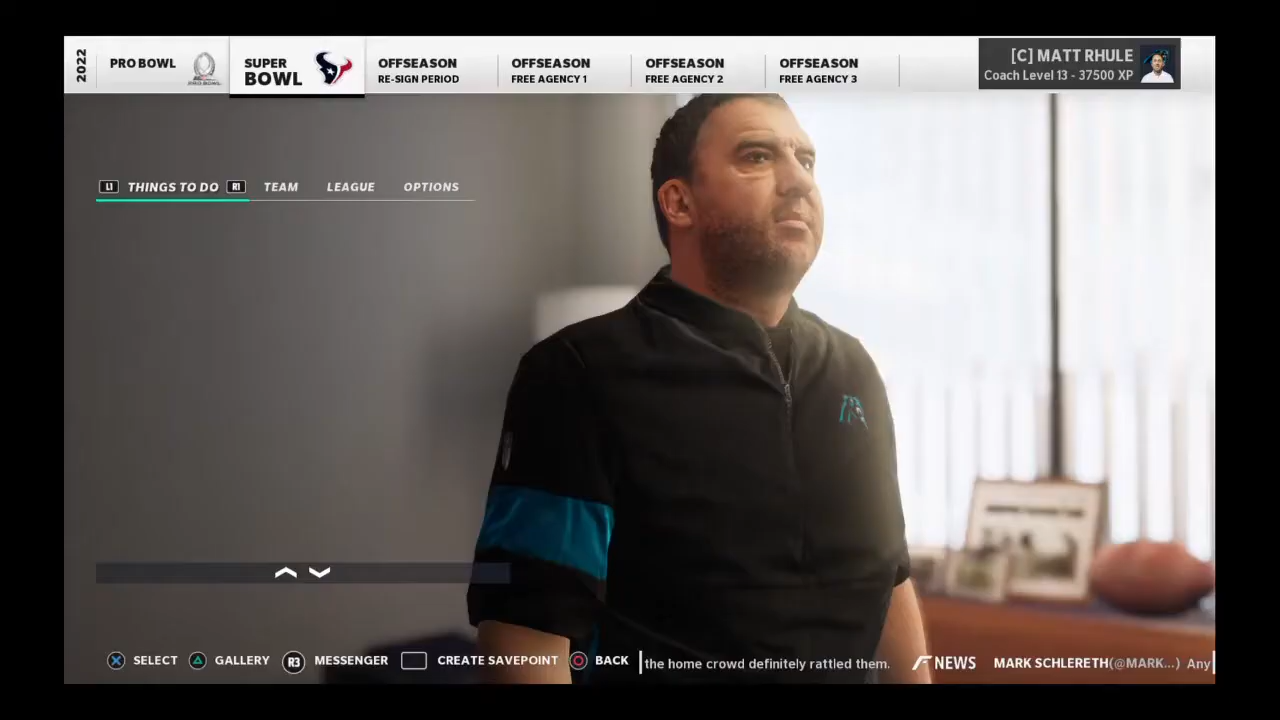 2022
PRO BOWL
SUPER
BOWL
OFFSEASON
RE-SIGN PERIOD
OFFSEASON
FREE AGENCY 1
OFFSEASON
FREE AGENCY 2
OFFSEASON
FREE AGENCY 3
[C] MATT RHULE
Coach Level 13 - 37500 XP
L1 THINGS TO DO R1 TEAM LEAGUE OPTIONS
SELECT GALLERY R3 MESSENGER CREATE SAVEPOINT BACK
the home crowd definitely rattled them. NEWS MARK SCHLERETH(@MARK...) Any